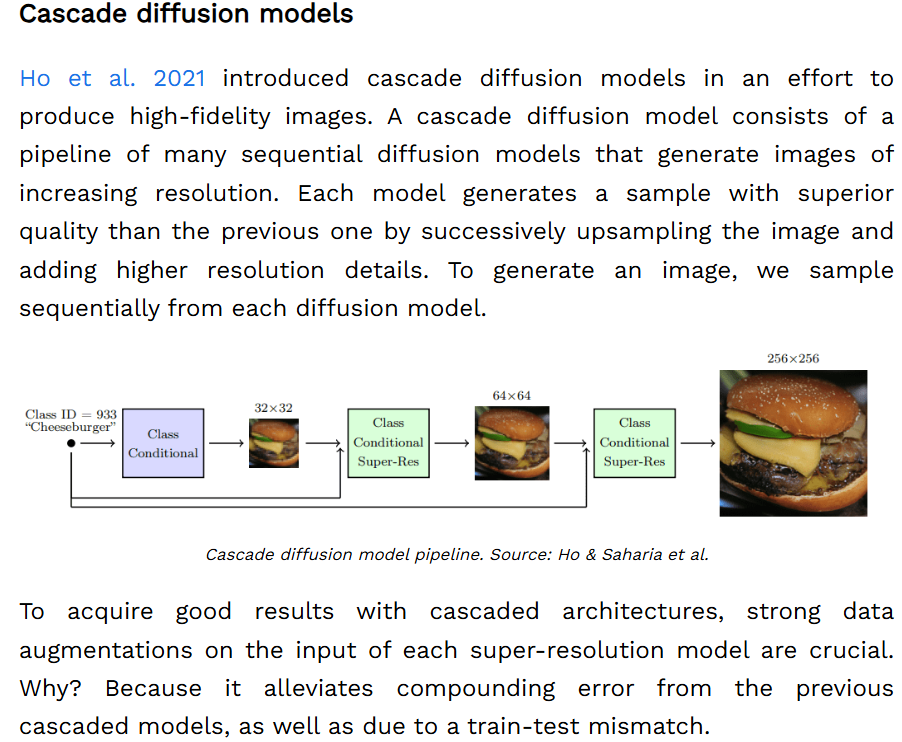 Cascade diffusion models
Ho et al. 2021 introduced cascade diffusion models in an effort to
produce high-fidelity images. A cascade diffusion model consists of a
pipeline of many sequential diffusion models that generate images of
increasing resolution. Each model generates a sample with superior
quality than the previous one by successively upsampling the image and
adding higher resolution details. To generate an image, we sample
sequentially from each diffusion model.
Class ID = 933
“Cheeseburger”
Class
Conditional
32×32
Class
Conditional
Super-Res
64×64
Class
Conditional
Super-Res
256×256
Cascade diffusion model pipeline. Source: Ho & Saharia et al.
To acquire good results with cascaded architectures, strong data
augmentations on the input of each super-resolution model are crucial.
Why? Because it alleviates compounding error from the previous
cascaded models, as well as due to a train-test mismatch.